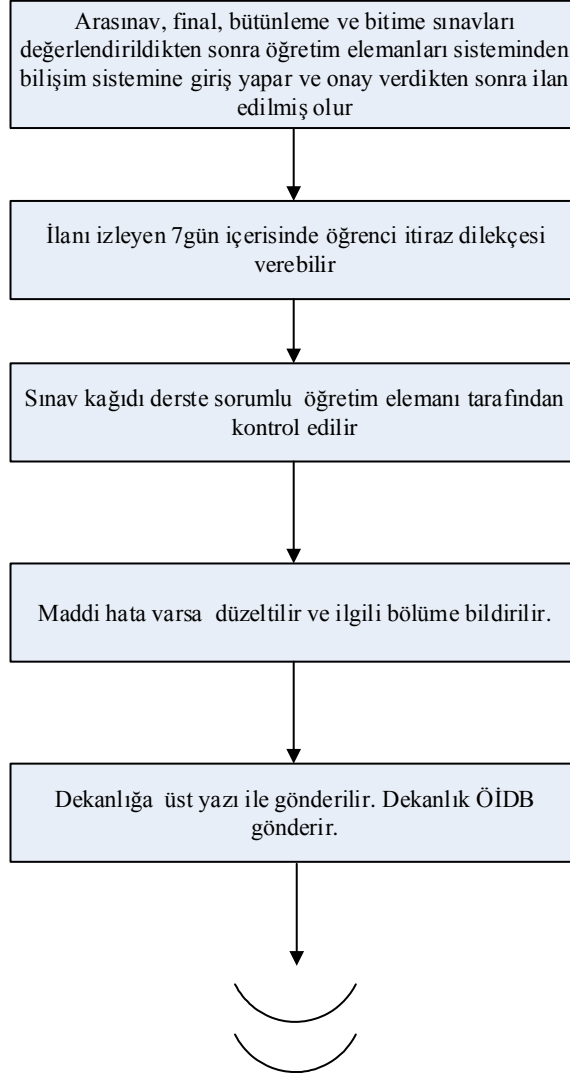 Arasınav, final, bütünleme ve bitime sınavları
değerlendirildikten sonra öğretim elemanları sisteminden
bilişim sistemine giriş yapar ve onay verdikten sonra ilan
edilmiş olur
İlanı izleyen 7gün içerisinde öğrenci itiraz dilekçesi
verebilir
Sınav kağıdı derste sorumlu öğretim elemanı tarafından
kontrol edilir
Maddi hata varsa düzeltilir ve ilgili bölüme bildirilir.
Dekanlığa üst yazı ile gönderilir. Dekanlık ÖİDB
gönderir.